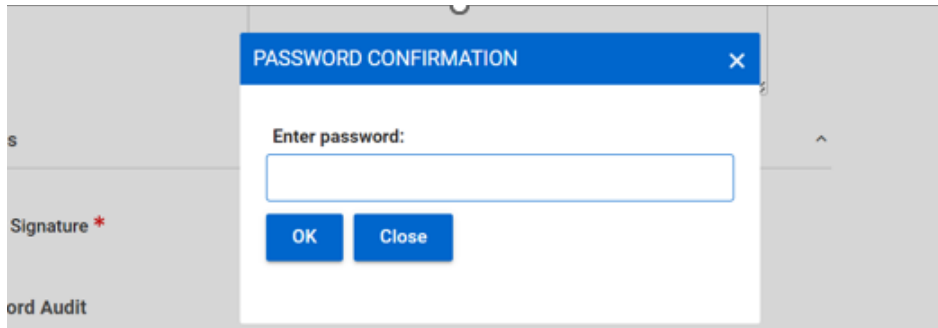 PASSWORD CONFIRMATION ×
Enter password:
s
Signature *
OK Close
ord Audit